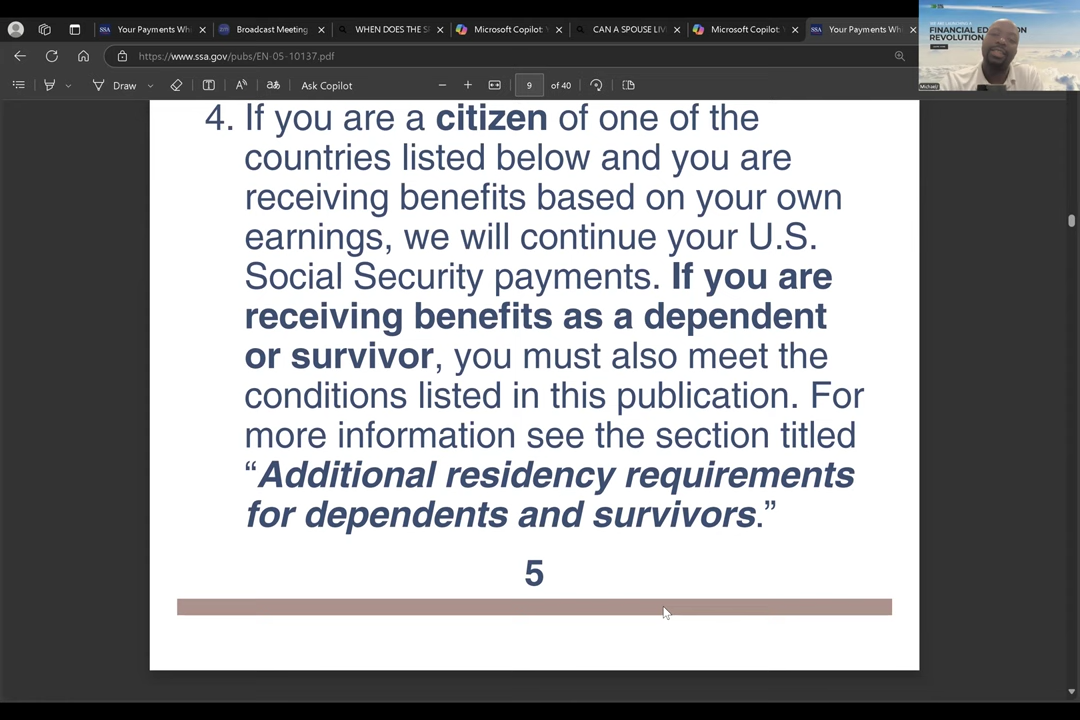 Your Payments Whi
Broadcast Meeting
WHEN DOES THE S
Microsoft Copilot: Y
CAN A SPOUSE LIV
Microsoft Copilot: Y
Your Payments Whi
https://www.ssa.gov/pubs/EN-05-10137.pdf
Draw
Ask Copilot
9
of 40
REVOLUTION
Michael
4. If you are a citizen of one of the
countries listed below and you are
receiving benefits based on your own
earnings, we will continue your U.S.
Social Security payments. If you are
receiving benefits as a dependent
or survivor, you must also meet the
conditions listed in this publication. For
more information see the section titled
“Additional residency requirements
for dependents and survivors.”
5